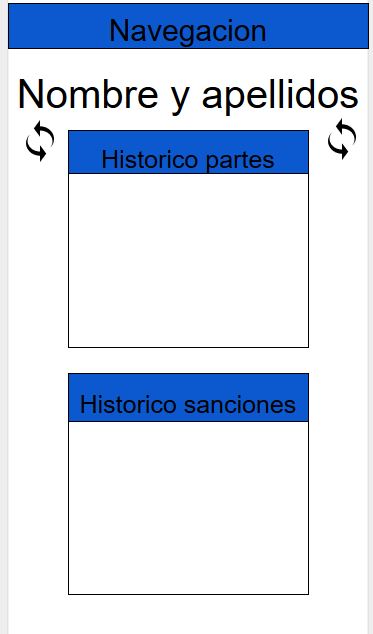 Navegacion
Nombre y apellidos
Historico partes
Historico sanciones